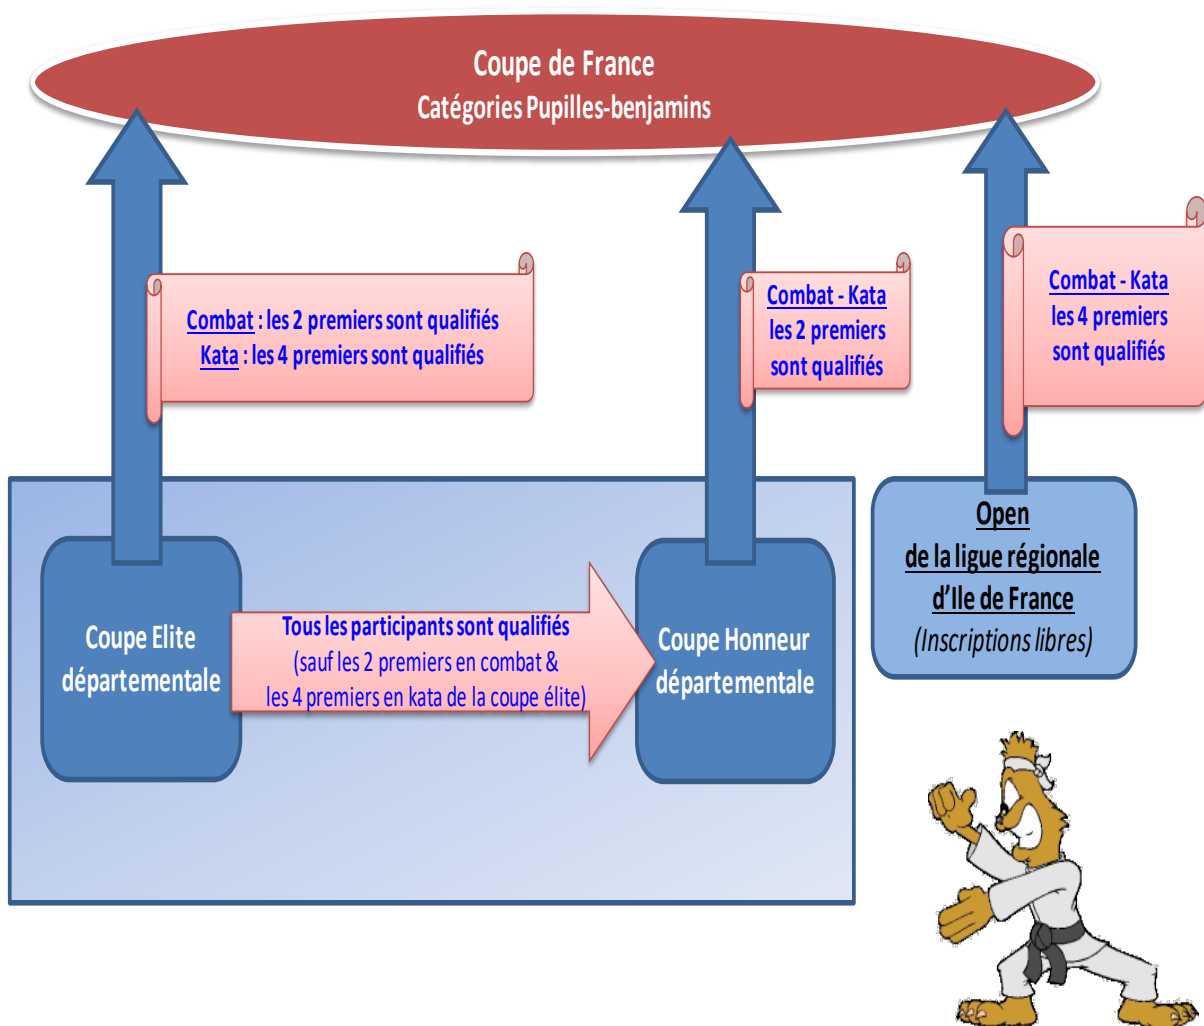 Coupe de France
Catégories Pupilles-benjamins
Combat : les 2 premiers sont qualifiés
Kata : les 4 premiers sont qualifiés
Combat - Kata
les 2 premiers
sont qualifiés
Combat - Kata
les 4 premiers
sont qualifiés
Coupe Elite
départementale
Tous les participants sont qualifiés
(sauf les 2 premiers en combat &
les 4 premiers en kata de la coupe élite)
Coupe Honneur
départementale
Open
de la ligue régionale
d’Ile de France
(Inscriptions libres)